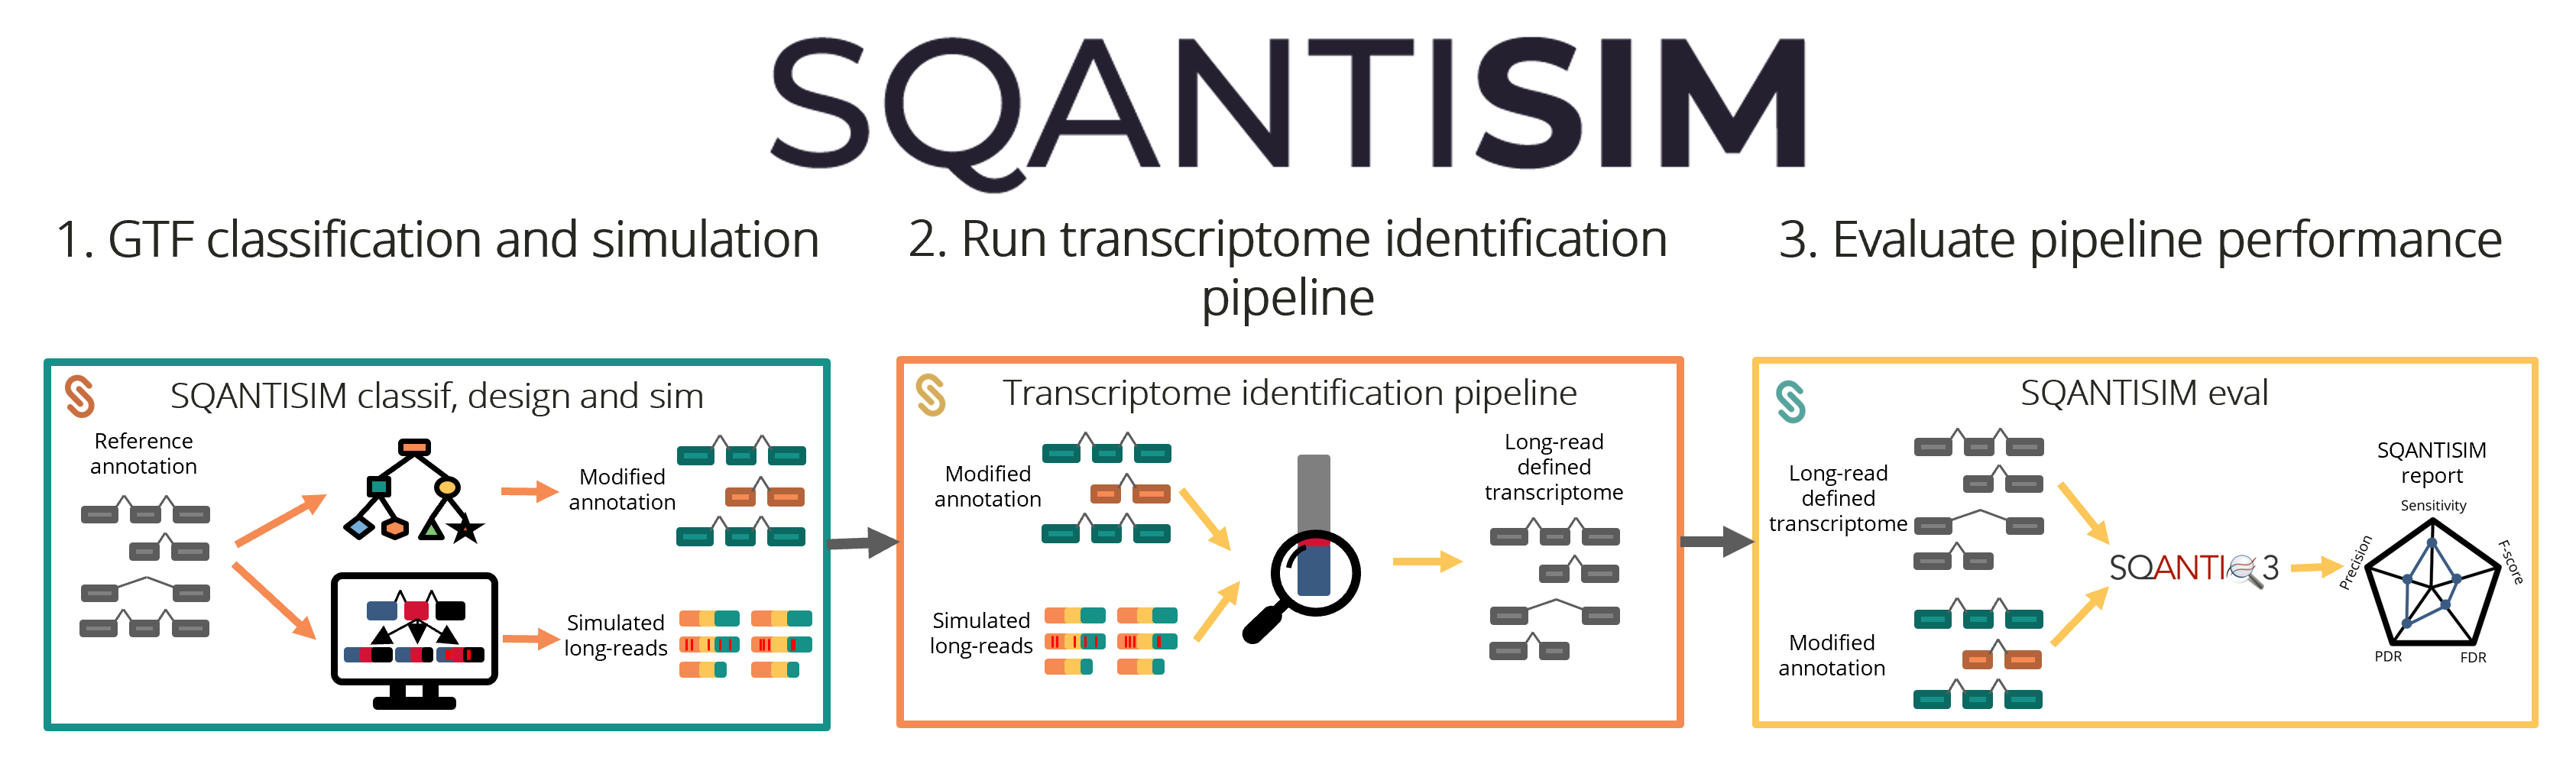 SQANTISIM
1. GTF classification and simulation
2. Run transcriptome identification
pipeline
3. Evaluate pipeline performance
SQANTISIM classif, design and sim
Reference
annotation
Modified
annotation
Simulated
long-reads
Transcriptome identification pipeline
Modified
annotation
Simulated
long-reads
Long-read
defined
transcriptome
SQANTISIM eval
Long-read
defined
transcriptome
Modified
annotation
SQANTI 3
SQANTISIM
report
Sensitivity
Precision
F-score
PDR
FDR